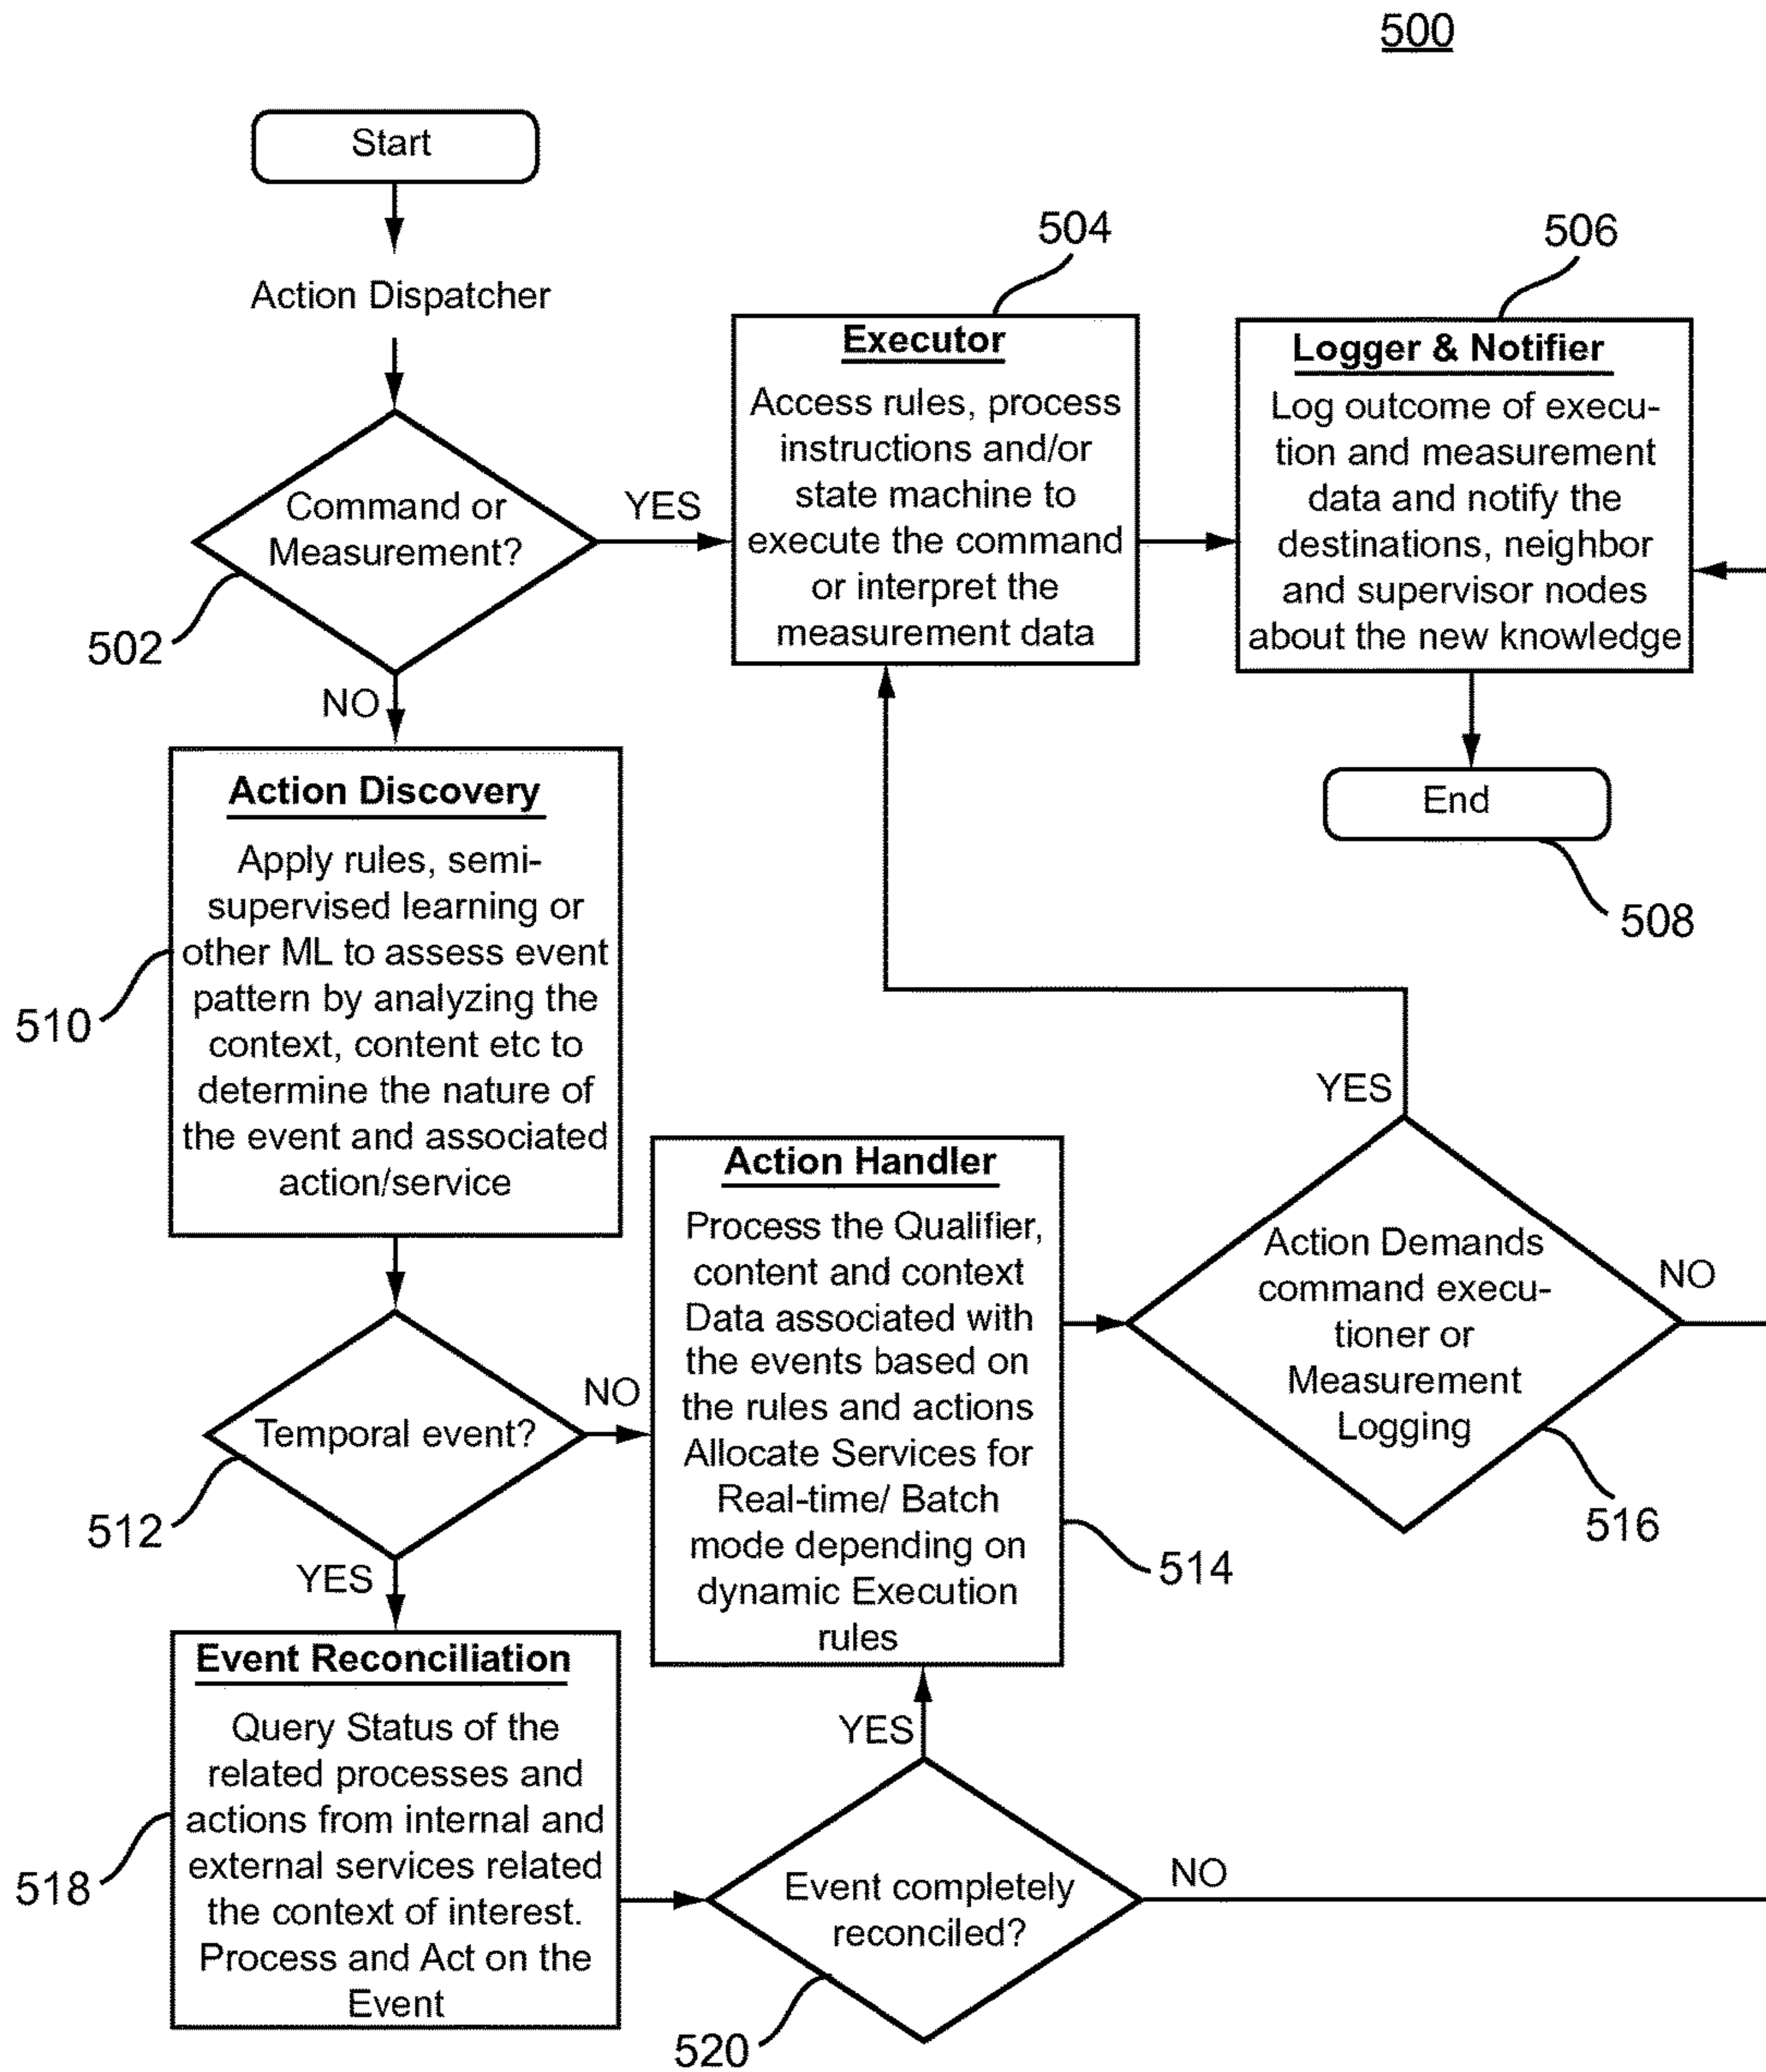 500
Start
Action Dispatcher
Command or
Measurement?
502
YES
NO
504
Executor
Access rules, process
instructions and/or
state machine to
execute the command
or interpret the
measurement data
506
Logger & Notifier
Log outcome of execu-
tion and measurement
data and notify the
destinations, neighbor
and supervisor nodes
about the new knowledge
End
508
Action Discovery
Apply rules, semi-
supervised learning or
other ML to assess event
pattern by analyzing the
context, content etc to
determine the nature of
the event and associated
action/service
510
Temporal event?
512
NO
YES
Action Handler
Process the Qualifier,
content and context
Data associated with
the events based on
the rules and actions
Allocate Services for
Real-time/ Batch
mode depending on
dynamic Execution
rules
514
YES
Action Demands
command execu-
tioner or
Measurement
Logging
NO
516
Event Reconciliation
Query Status of the
related processes and
actions from internal and
external services related
the context of interest.
Process and Act on the
Event
518
YES
Event completely
reconciled?
NO
520